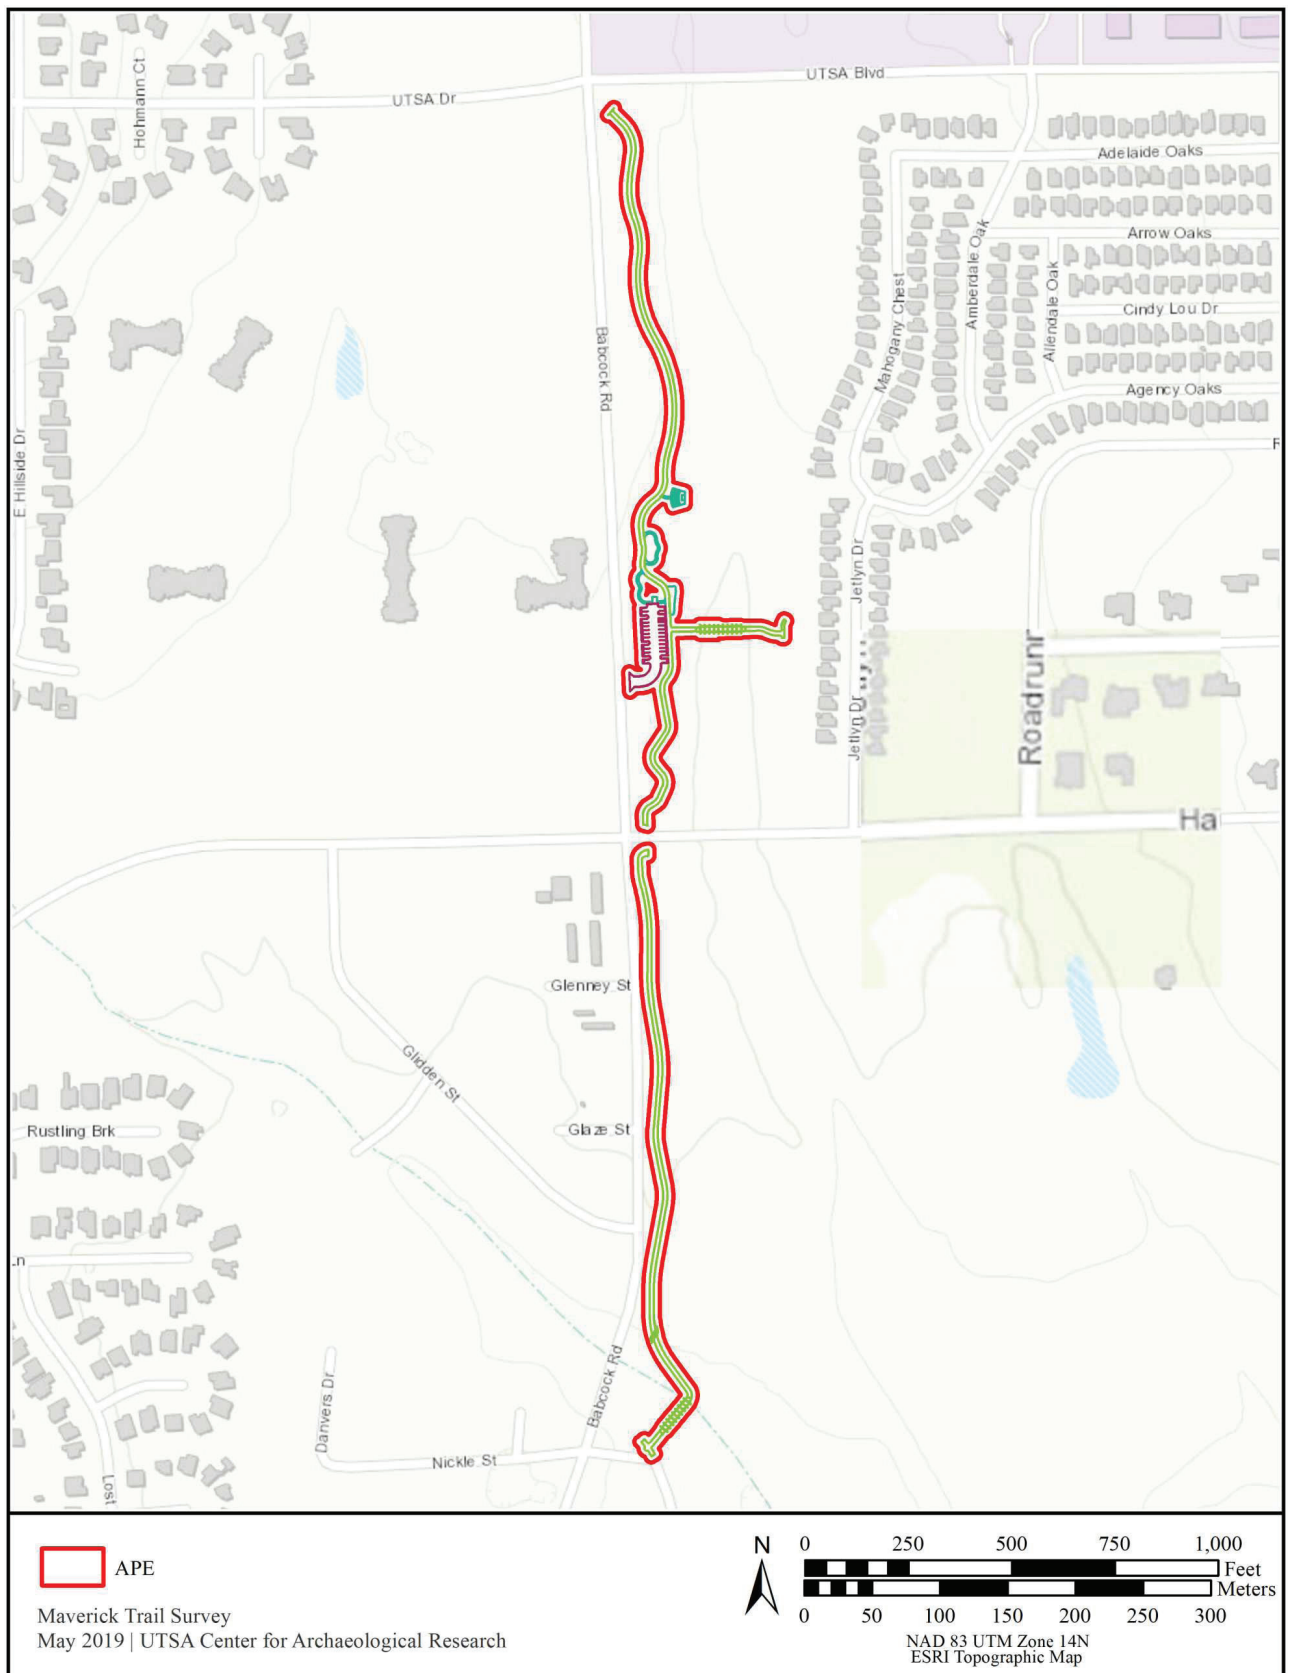 UTSA Blvd
UTSA Dr
Hohmann Ct
Adelaide Oaks
Arrow Oaks
Amberdale Oak
Allendale Oak
Mahogany Chest
Cindy Lou Dr
Babcock Rd
Agency Oaks
E Hillside Dr
Jetlyn Dr
Roadrunr
Jetlyn Dr
Ha
Glenney St
Glidden St
Glaze St
Rustling Brk
Babcock Rd
Danvers Dr
Nickle St
Lost
APE
Maverick Trail Survey
May 2019 | UTSA Center for Archaeological Research
N
0 250 500 750 1,000
Feet
Meters
0 50 100 150 200 250 300
NAD 83 UTM Zone 14N
ESRI Topographic Map